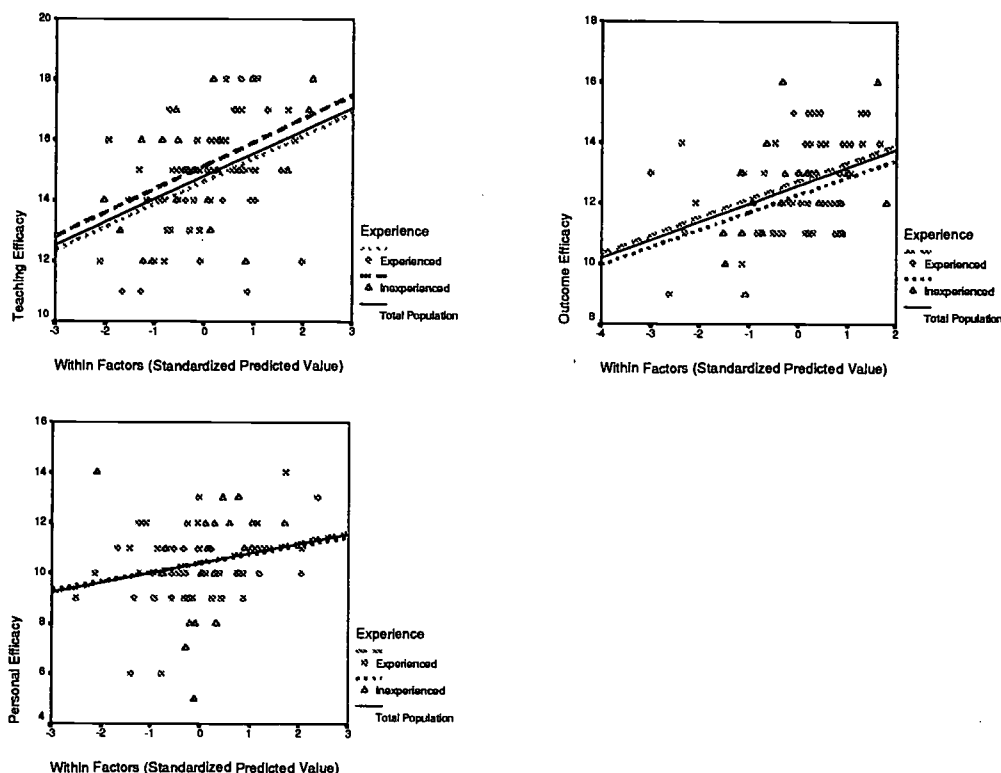 20
18
16
14
12
10
Teaching Efficacy
-3
-2
-1
0
1
2
3
Within Factors (Standardized Predicted Value)
Experience
Experienced
Inexperienced
Total Population
18
16
14
12
10
8
Outcome Efficacy
-4
-3
-2
-1
0
1
2
Within Factors (Standardized Predicted Value)
Experience
Experienced
Inexperienced
Total Population
16
14
12
10
8
6
4
Personal Efficacy
-3
-2
-1
0
1
2
3
Within Factors (Standardized Predicted Value)
Experience
Experienced
Inexperienced
Total Population